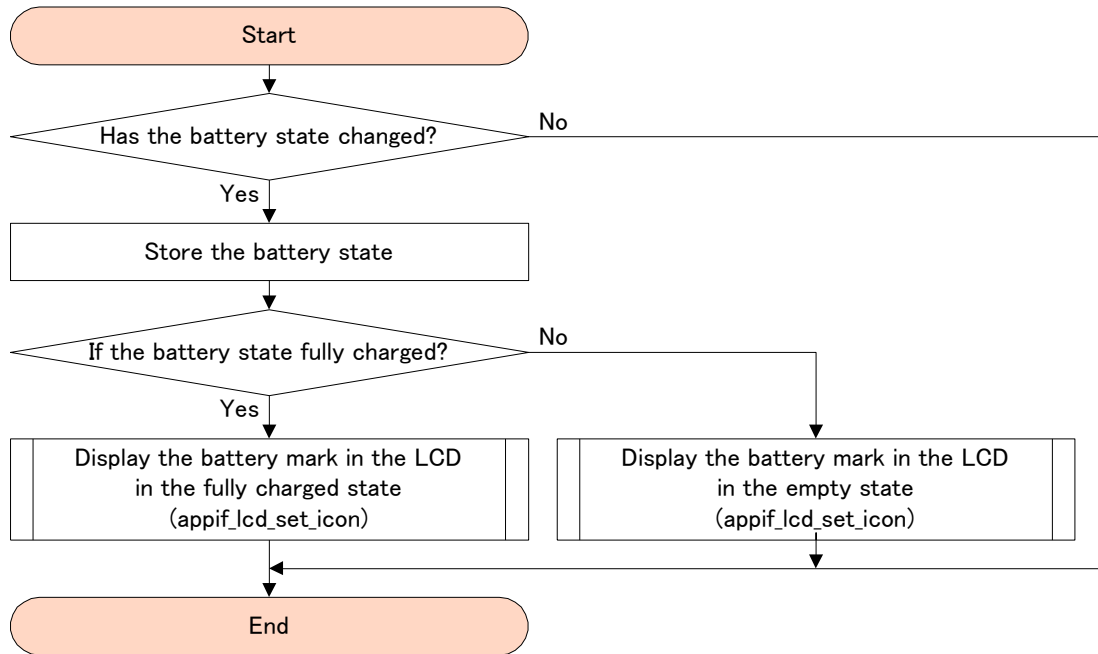 Start
Has the battery state changed?
No
Yes
Store the battery state
If the battery state fully charged?
No
Yes
Display the battery mark in the LCD
in the fully charged state
(appif_lcd_set_icon)
Display the battery mark in the LCD
in the empty state
(appif_lcd_set_icon)
End